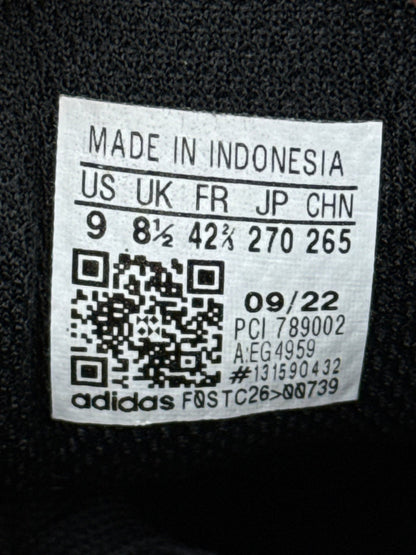 MADE IN INDONESIA
US UK FR JP CHN
9 8½ 42⅔ 270 265
09/22
PCI 789002
A:EG4959
#131590432
adidas F0STC26>00739